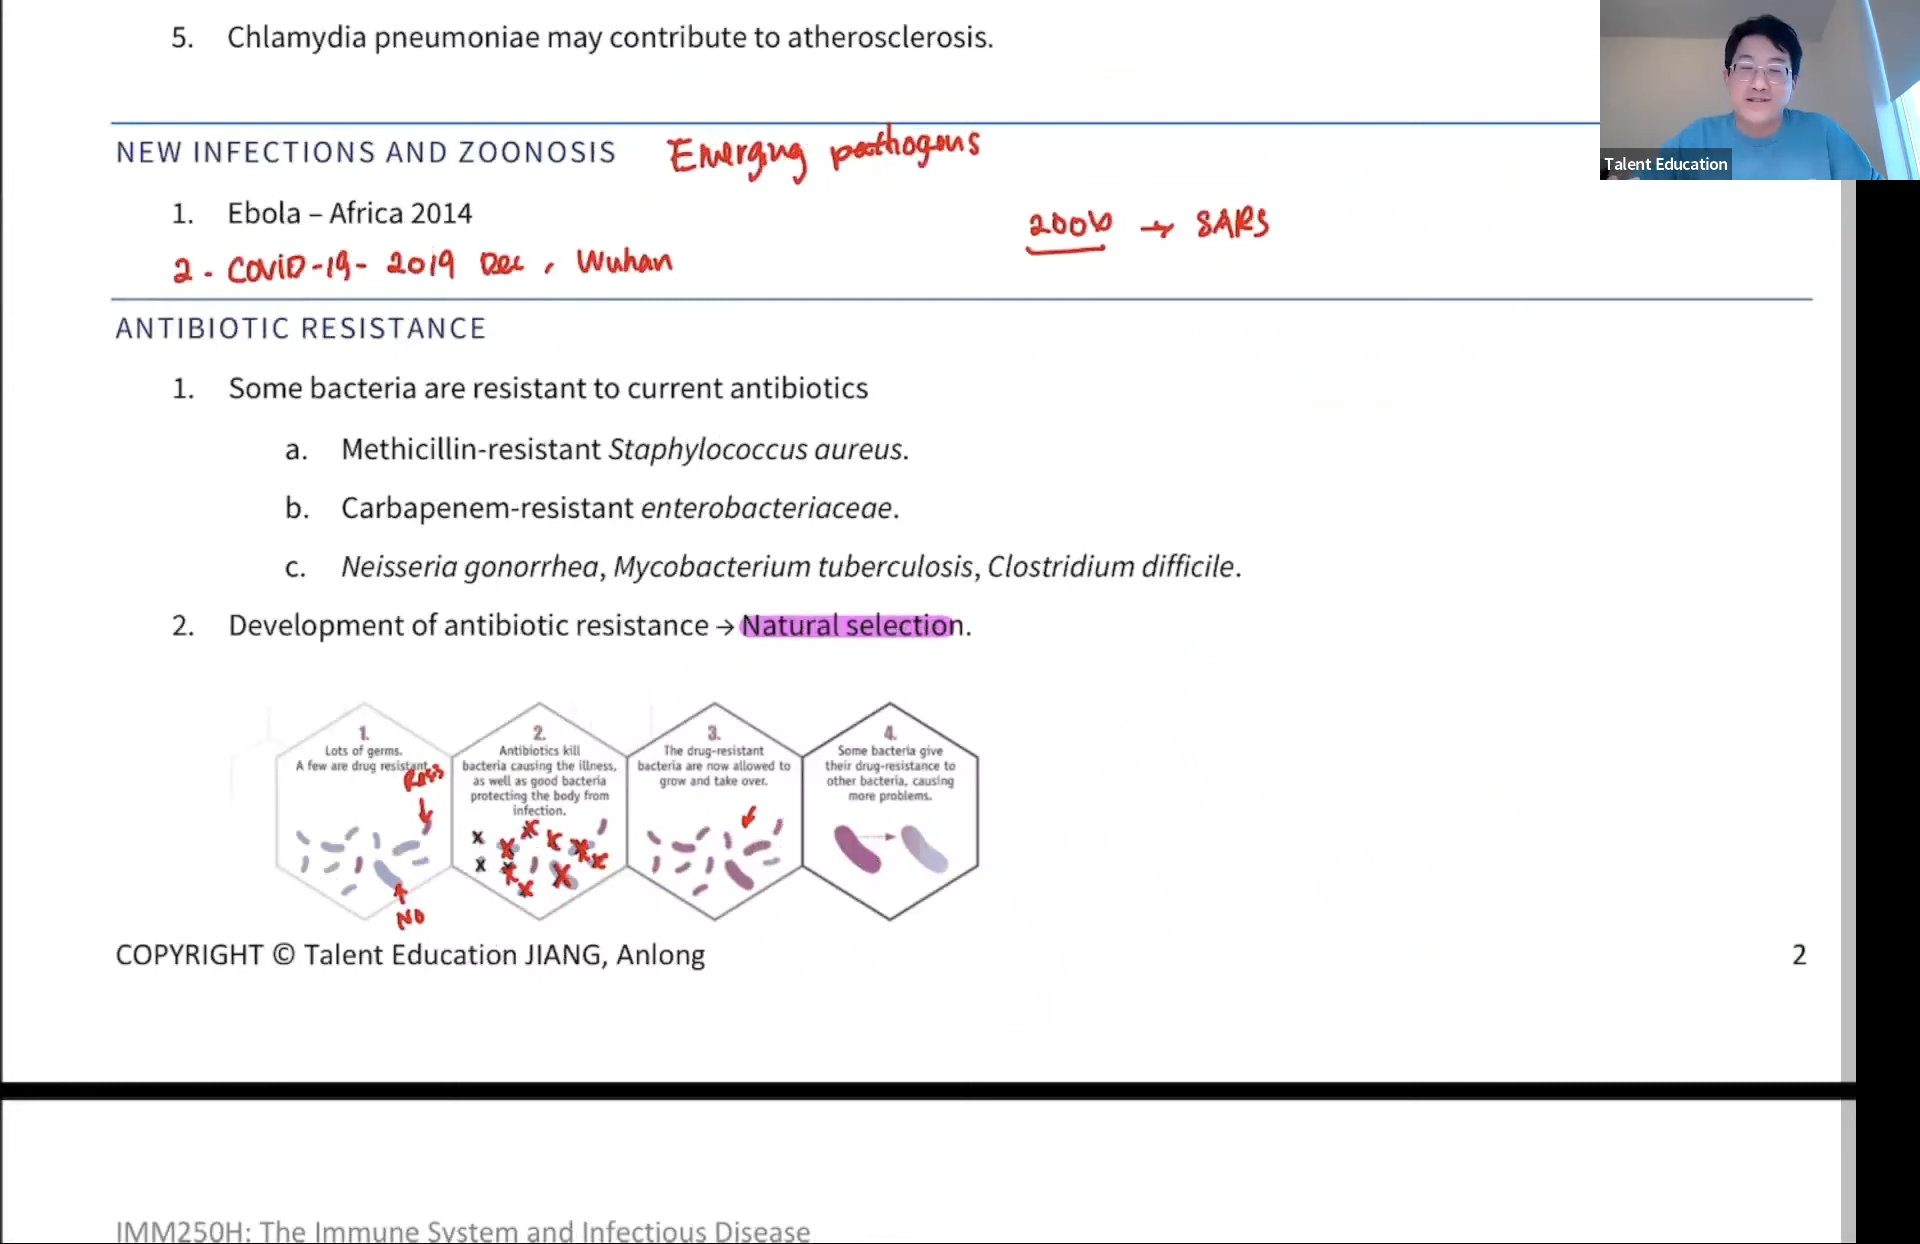 5. Chlamydia pneumoniae may contribute to atherosclerosis.
Talent Education
NEW INFECTIONS AND ZOONOSIS Emerging pathogens
1. Ebola – Africa 2014
→ SARS
2. COVID-19- 2019 Dec, Wuhan
ANTIBIOTIC RESISTANCE
1. Some bacteria are resistant to current antibiotics
a. Methicillin-resistant Staphylococcus aureus.
b. Carbapenem-resistant enterobacteriaceae.
c. Neisseria gonorrhea, Mycobacterium tuberculosis, Clostridium difficile.
2. Development of antibiotic resistance → Natural selection.
1.
Lots of germs.
A few are drug resistant.
NO
2.
Antibiotics kill
bacteria causing the illness,
as well as good bacteria
protecting the body from
infection.
3.
The drug-resistant
bacteria are now allowed to
grow and take over.
4.
Some bacteria give
their drug-resistance to
other bacteria, causing
more problems.
COPYRIGHT © Talent Education JIANG, Anlong
2
IMM250H: The Immune System and Infectious Disease